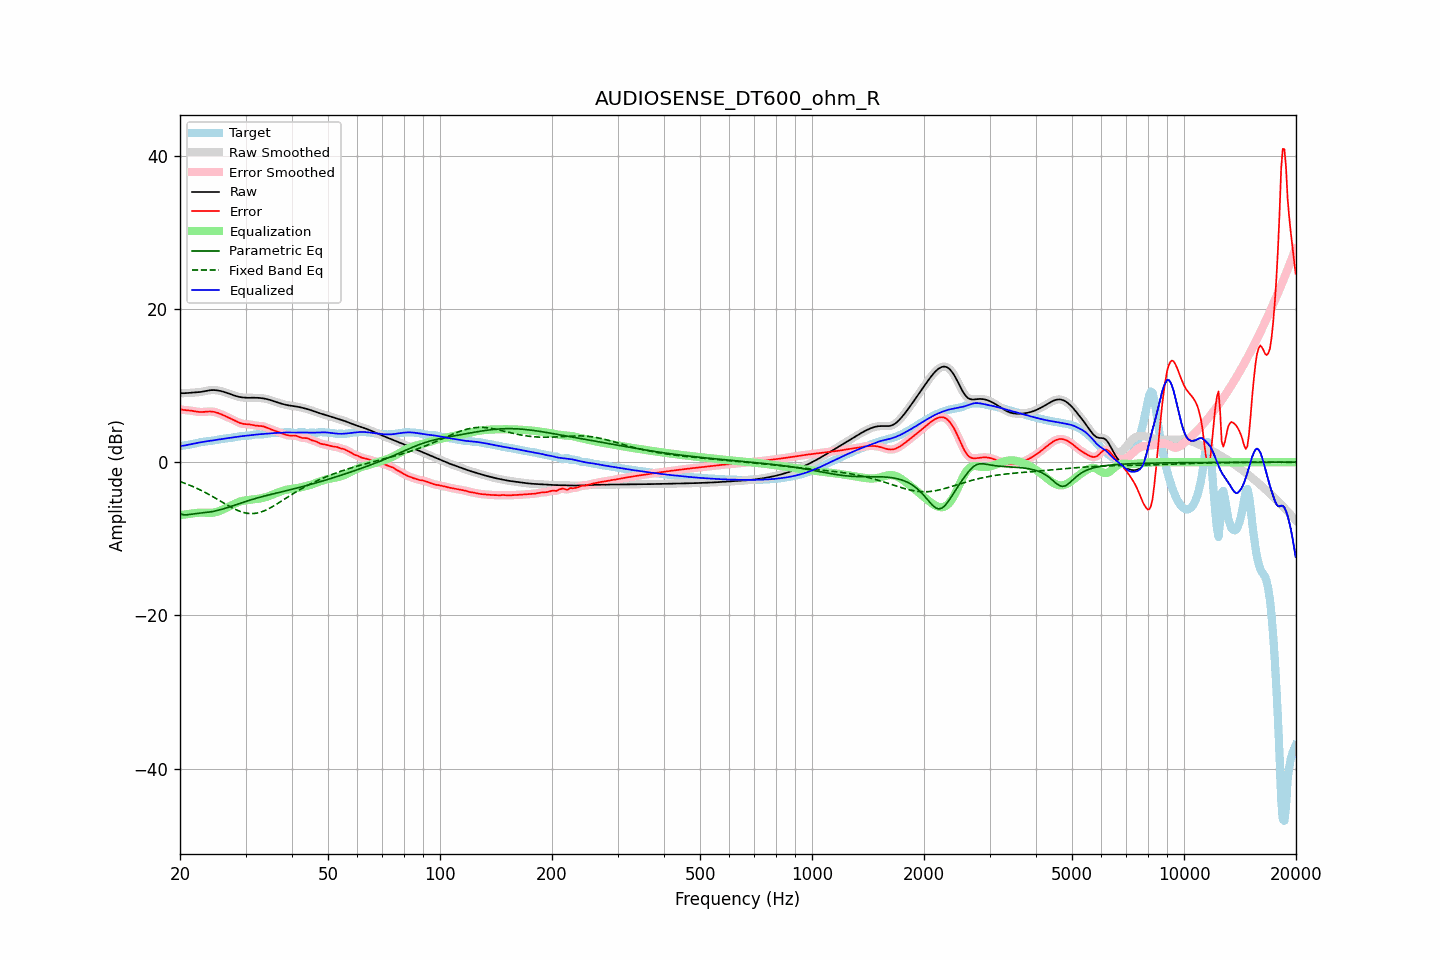 AUDIOSENSE_DT600_ohm_R
Target
Raw Smoothed
Error Smoothed
Raw
Error
Equalization
Parametric Eq
Fixed Band Eq
Equalized
40
20
0
−20
−40
Amplitude (dBr)
20 50 100 200 500 1000 2000 5000 10000 20000
Frequency (Hz)